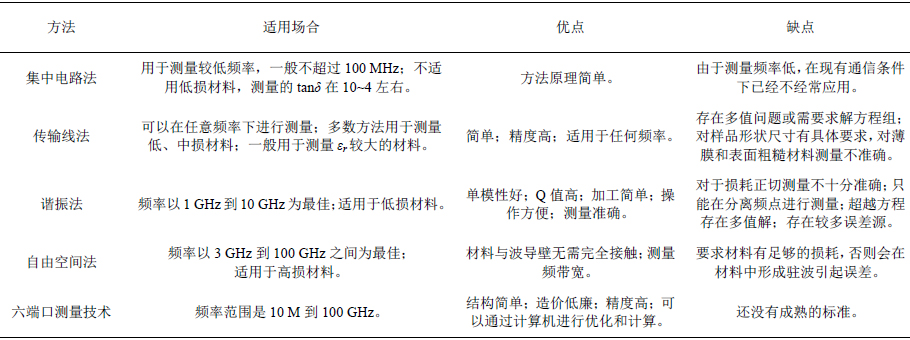 方法 适用场合 优点 缺点
集中电路法 用于测量较低频率，一般不超过 100 MHz；不适用低损材料，测量的 tanδ 在 10~4 左右。 方法原理简单。 由于测量频率低，在现有通信条件下已经不经常应用。
传输线法 可以在任意频率下进行测量；多数方法用于测量低、中损材料；一般用于测量 εr 较大的材料。 简单；精度高；适用于任何频率。 存在多值问题或需要求解方程组；对样品形状尺寸有具体要求，对薄膜和表面粗糙材料测量不准确。
谐振法 频率以 1 GHz 到 10 GHz 为最佳；适用于低损材料。 单模性好；Q 值高；加工简单；操作方便；测量准确。 对于损耗正切测量不十分准确；只能在分离频点进行测量；超越方程存在多值解；存在较多误差源。
自由空间法 频率以 3 GHz 到 100 GHz 之间为最佳；适用于高损材料。 材料与波导壁无需完全接触；测量频带宽。 要求材料有足够的损耗，否则会在材料中形成驻波引起误差。
六端口测量技术 频率范围是 10 M 到 100 GHz。 结构简单；造价低廉；精度高；可以通过计算机进行优化和计算。 还没有成熟的标准。